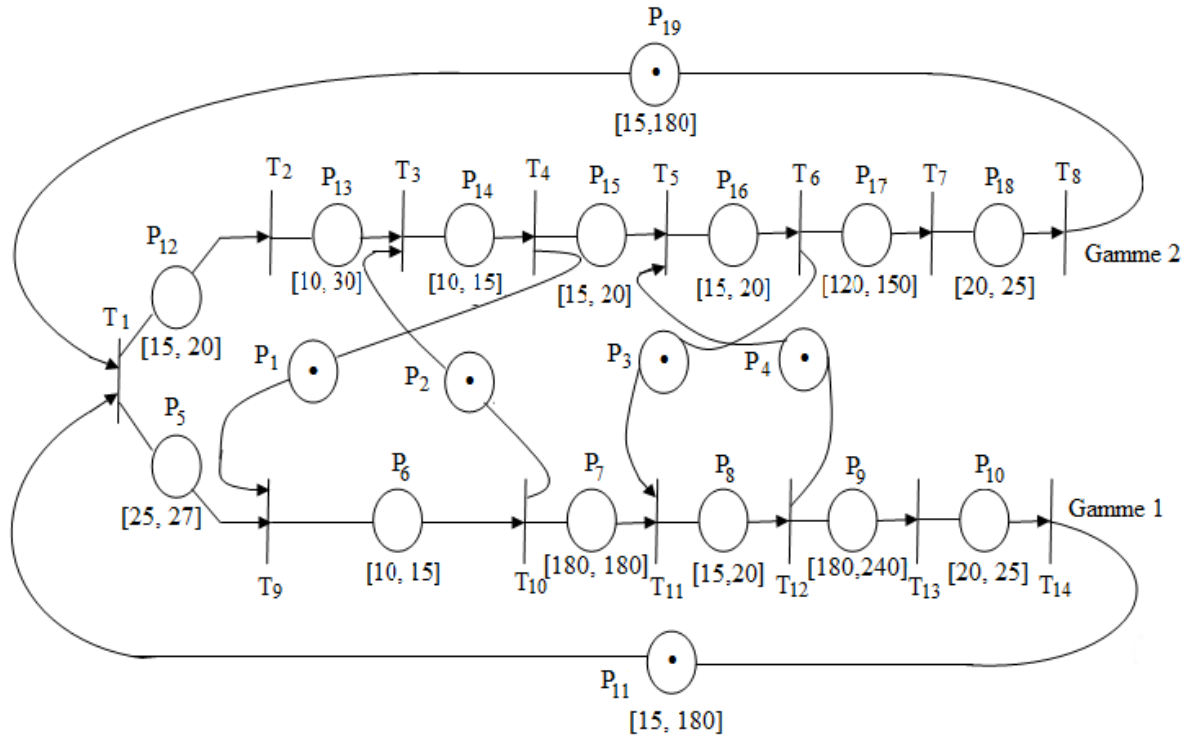 P19
[15,180]
T2 P13 T3 P14 T4 P15 T5 P16 T6 P17 T7 P18 T8
P12
Gamme 2
[10, 30] [10, 15] [15, 20] [15, 20] [120, 150] [20, 25]
T1
[15, 20]
P1 P2 P3 P4
P5
P6 P7 P8 P9 P10
Gamme 1
[25, 27]
[10, 15] [180, 180] [15,20] [180,240] [20, 25]
T9 T10 T11 T12 T13 T14
P11
[15, 180]